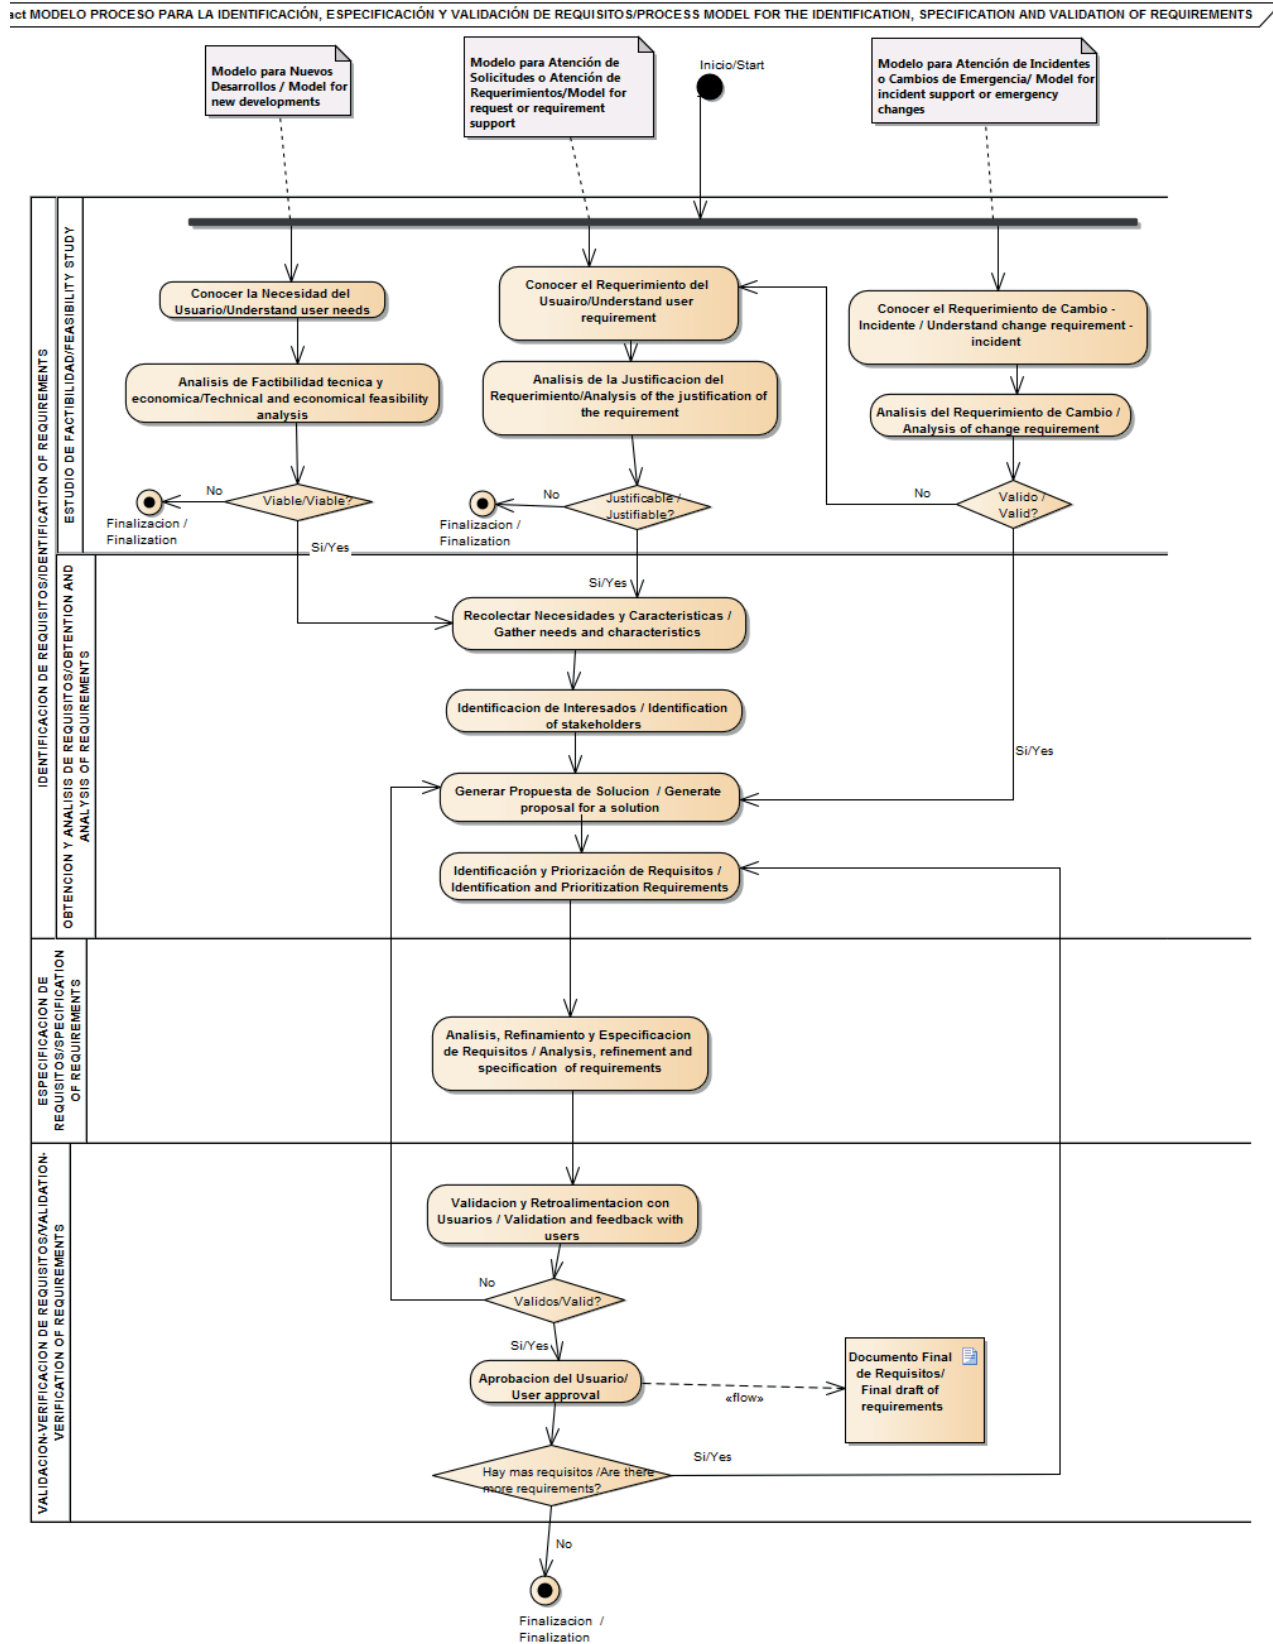 act MODELO PROCESO PARA LA IDENTIFICACIÓN, ESPECIFICACIÓN Y VALIDACIÓN DE REQUISITOS/PROCESS MODEL FOR THE IDENTIFICATION, SPECIFICATION AND VALIDATION OF REQUIREMENTS
Modelo para Nuevos
Desarrollos / Model for
new developments
Modelo para Atención de
Solicitudes o Atención de
Requerimientos/Model for
request or requirement
support
Inicio/Start
Modelo para Atención de Incidentes
o Cambios de Emergencia/ Model for
incident support or emergency
changes
IDENTIFICACION DE REQUISITOS/IDENTIFICATION OF REQUIREMENTS
ESTUDIO DE FACTIBILIDAD/FEASIBILITY STUDY
Conocer la Necesidad del
Usuario/Understand user needs
Conocer el Requerimiento del
Usuairo/Understand user
requirement
Conocer el Requerimiento de Cambio -
Incidente / Understand change requirement -
incident
Analisis de Factibilidad tecnica y
economica/Technical and economical feasibility
analysis
Analisis de la Justificacion del
Requerimiento/Analysis of the justification of
the requirement
Analisis del Requerimiento de Cambio /
Analysis of change requirement
No
Viable/Viable?
Finalizacion /
Finalization
No
Justificable /
Justifiable?
Finalizacion /
Finalization
No
Valido /
Valid?
Si/Yes
OBTENCION Y ANALISIS DE REQUISITOS/OBTENTION AND
ANALYSIS OF REQUIREMENTS
Si/Yes
Recolectar Necesidades y Caracteristicas /
Gather needs and characteristics
Identificacion de Interesados / Identification
of stakeholders
Si/Yes
Generar Propuesta de Solucion / Generate
proposal for a solution
Identificación y Priorización de Requisitos /
Identification and Prioritization Requirements
ESPECIFICACION DE
REQUISITOS/SPECIFICATION
OF REQUIREMENTS
Analisis, Refinamiento y Especificacion
de Requisitos / Analysis, refinement and
specification of requirements
VALIDACION-VERIFICACION DE REQUISITOS/VALIDATION-
VERIFICATION OF REQUIREMENTS
Validacion y Retroalimentacion con
Usuarios / Validation and feedback with
users
No
Validos/Valid?
Si/Yes
Aprobacion del Usuario/
User approval
«flow»
Documento Final
de Requisitos/
Final draft of
requirements
Si/Yes
Hay mas requisitos /Are there
more requirements?
No
Finalizacion /
Finalization